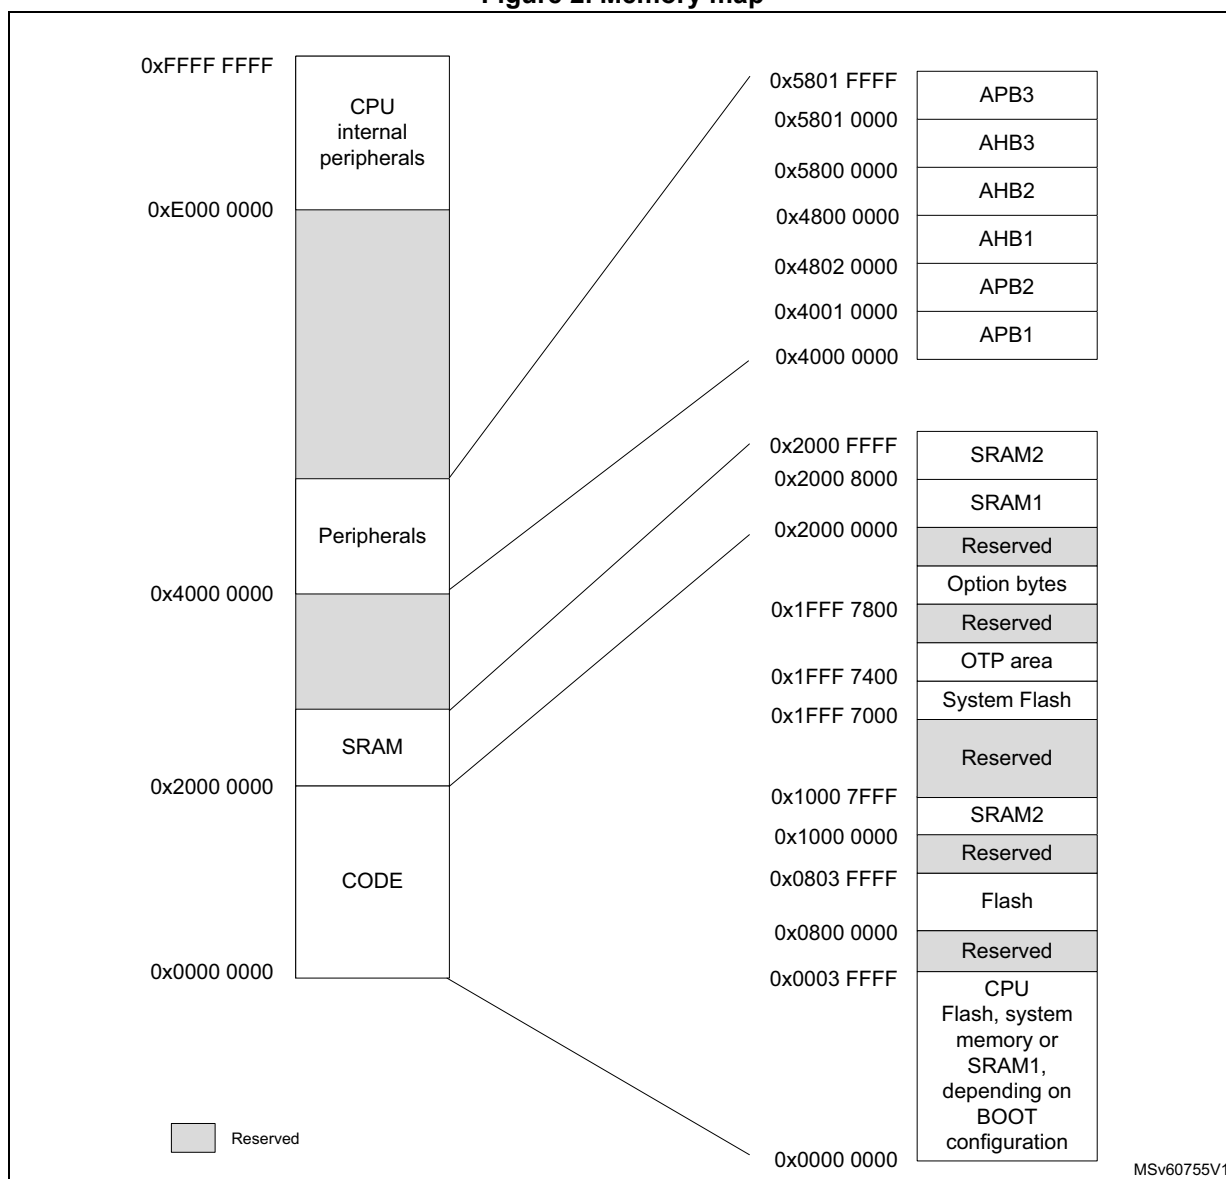 Figure 2. Memory map
0xFFFF FFFF
CPU
internal
peripherals
0xE000 0000
Peripherals
0x4000 0000
SRAM
0x2000 0000
CODE
0x0000 0000
Reserved
0x5801 FFFF
APB3
0x5801 0000
AHB3
0x5800 0000
AHB2
0x4800 0000
AHB1
0x4802 0000
APB2
0x4001 0000
APB1
0x4000 0000
0x2000 FFFF
SRAM2
0x2000 8000
SRAM1
0x2000 0000
Reserved
Option bytes
0x1FFF 7800
Reserved
OTP area
0x1FFF 7400
System Flash
0x1FFF 7000
Reserved
0x1000 7FFF
SRAM2
0x1000 0000
Reserved
0x0803 FFFF
Flash
0x0800 0000
Reserved
0x0003 FFFF
CPU
Flash, system
memory or
SRAM1,
depending on
BOOT
configuration
0x0000 0000
MSv60755V1